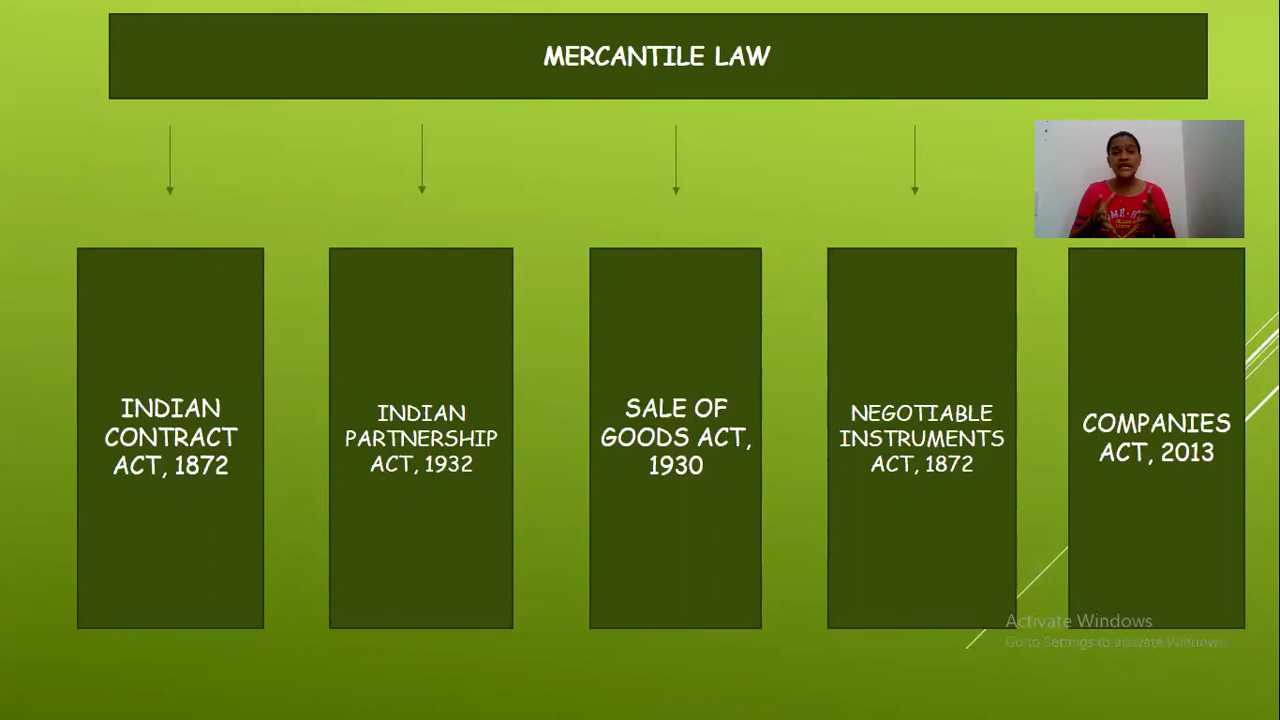 MERCANTILE LAW
INDIAN
CONTRACT
ACT, 1872
INDIAN
PARTNERSHIP
ACT, 1932
SALE OF
GOODS ACT,
1930
NEGOTIABLE
INSTRUMENTS
ACT, 1872
COMPANIES
ACT, 2013
Activate Windows
Go to Settings to activate Windows.